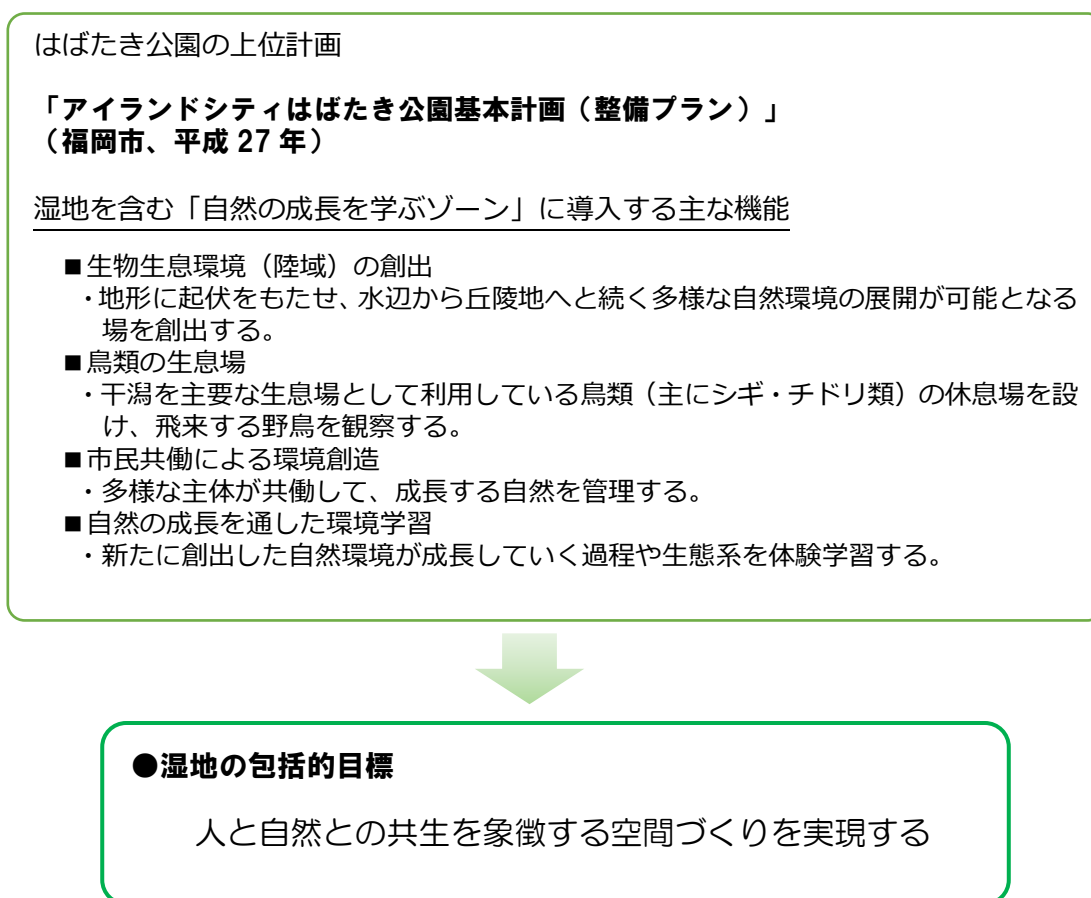 はばたき公園の上位計画
「アイランドシティはばたき公園基本計画（整備プラン）」
（福岡市、平成 27 年）
湿地を含む「自然の成長を学ぶゾーン」に導入する主な機能
■生物生息環境（陸域）の創出
・地形に起伏をもたせ、水辺から丘陵地へと続く多様な自然環境の展開が可能となる
場を創出する。
■鳥類の生息場
・干潟を主要な生息場として利用している鳥類（主にシギ・チドリ類）の休息場を設
け、飛来する野鳥を観察する。
■市民共働による環境創造
・多様な主体が共働して、成長する自然を管理する。
■自然の成長を通した環境学習
・新たに創出した自然環境が成長していく過程や生態系を体験学習する。
●湿地の包括的目標
人と自然との共生を象徴する空間づくりを実現する